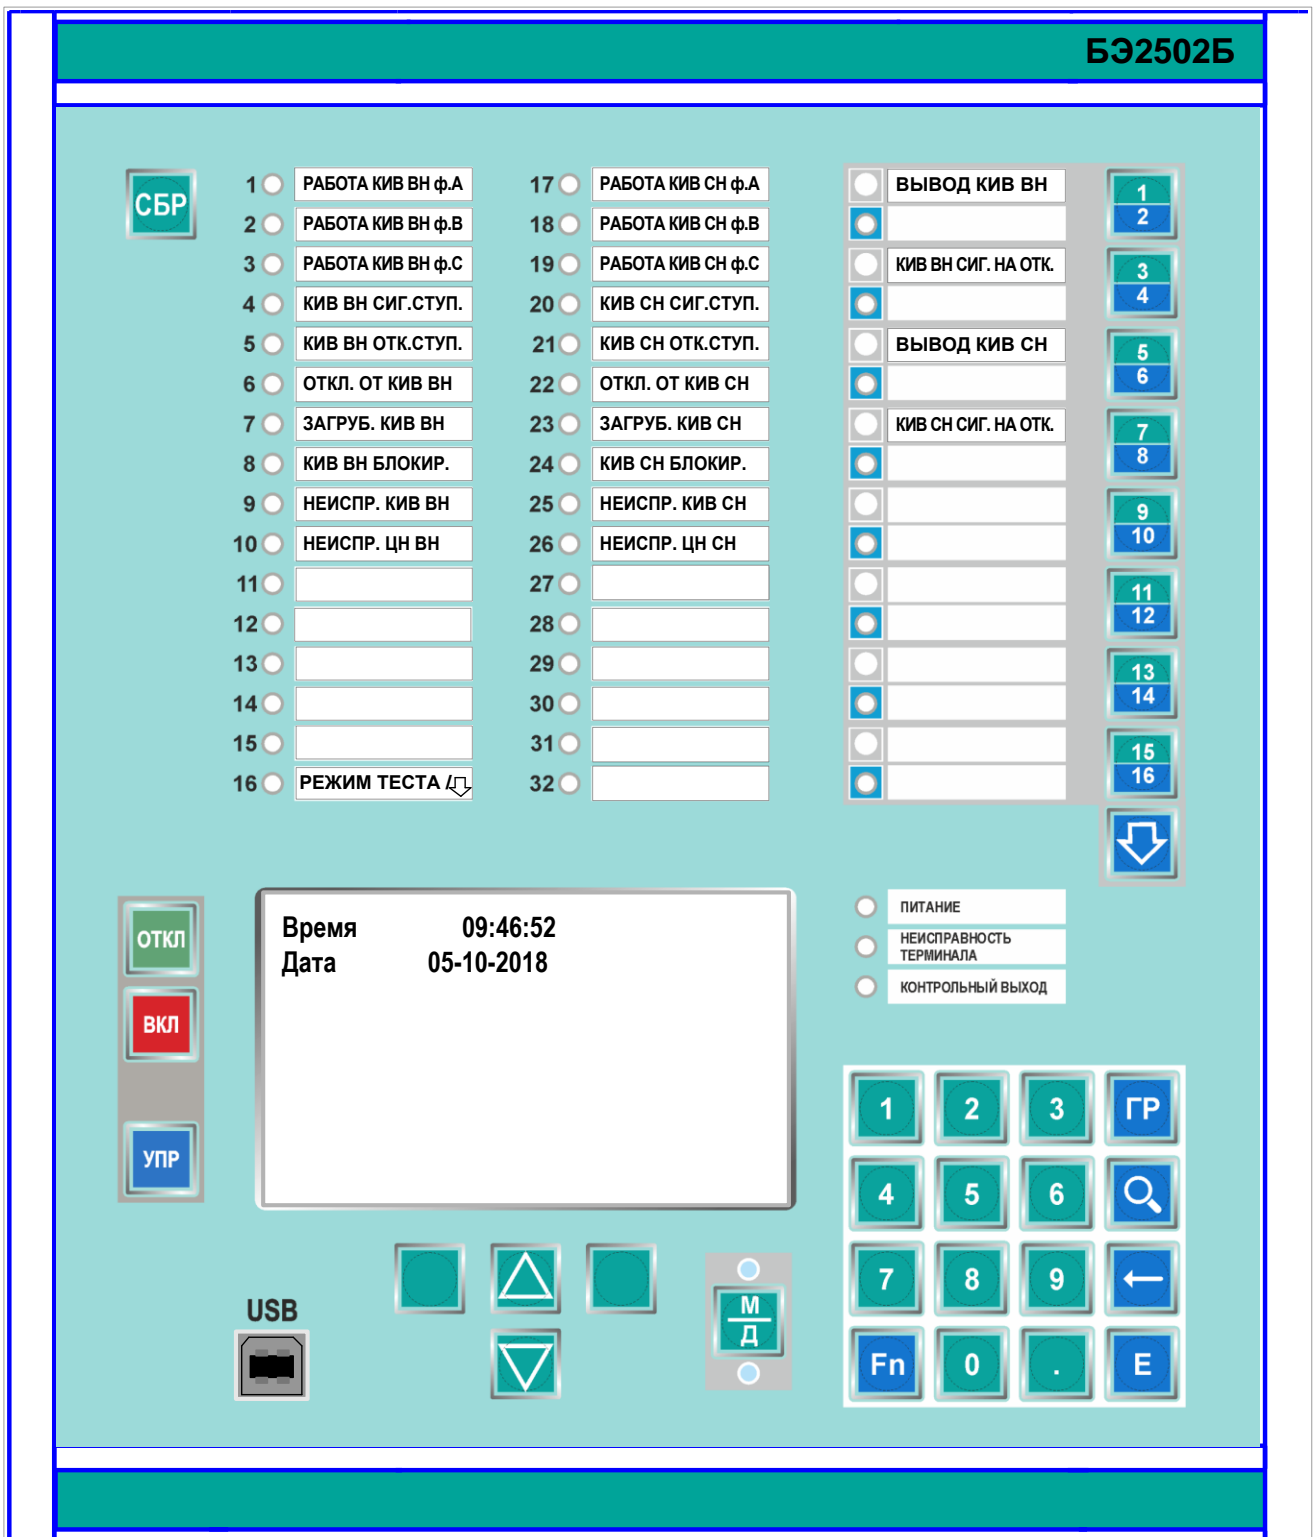 БЭ2502Б
СБР
1 РАБОТА КИВ ВН ф.А
2 РАБОТА КИВ ВН ф.В
3 РАБОТА КИВ ВН ф.С
4 КИВ ВН СИГ.СТУП.
5 КИВ ВН ОТК.СТУП.
6 ОТКЛ. ОТ КИВ ВН
7 ЗАГРУБ. КИВ ВН
8 КИВ ВН БЛОКИР.
9 НЕИСПР. КИВ ВН
10 НЕИСПР. ЦН ВН
11
12
13
14
15
16 РЕЖИМ ТЕСТА /
17 РАБОТА КИВ СН ф.А
18 РАБОТА КИВ СН ф.В
19 РАБОТА КИВ СН ф.С
20 КИВ СН СИГ.СТУП.
21 КИВ СН ОТК.СТУП.
22 ОТКЛ. ОТ КИВ СН
23 ЗАГРУБ. КИВ СН
24 КИВ СН БЛОКИР.
25 НЕИСПР. КИВ СН
26 НЕИСПР. ЦН СН
27
28
29
30
31
32
ВЫВОД КИВ ВН
КИВ ВН СИГ. НА ОТК.
ВЫВОД КИВ СН
КИВ СН СИГ. НА ОТК.
1
2
3
4
5
6
7
8
9
10
11
12
13
14
15
16
ОТКЛ
ВКЛ
УПР
Время 09:46:52
Дата 05-10-2018
ПИТАНИЕ
НЕИСПРАВНОСТЬ
ТЕРМИНАЛА
КОНТРОЛЬНЫЙ ВЫХОД
USB
М
Д
1 2 3 ГР
4 5 6
7 8 9
Fn 0 . E